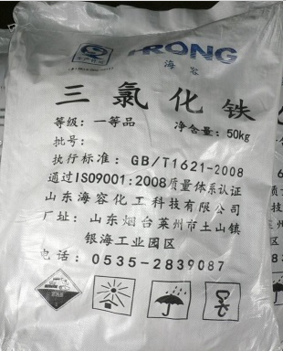 RONG
海容
三氯化铁
等级：一等品 净含量：50kg
批号：
执行标准：GB/T1621-2008
通过ISO9001:2008质量体系认证
山东海容化工科技有限公司
厂址：山东烟台莱州市土山镇
银海工业园区
电话：0535-2839087